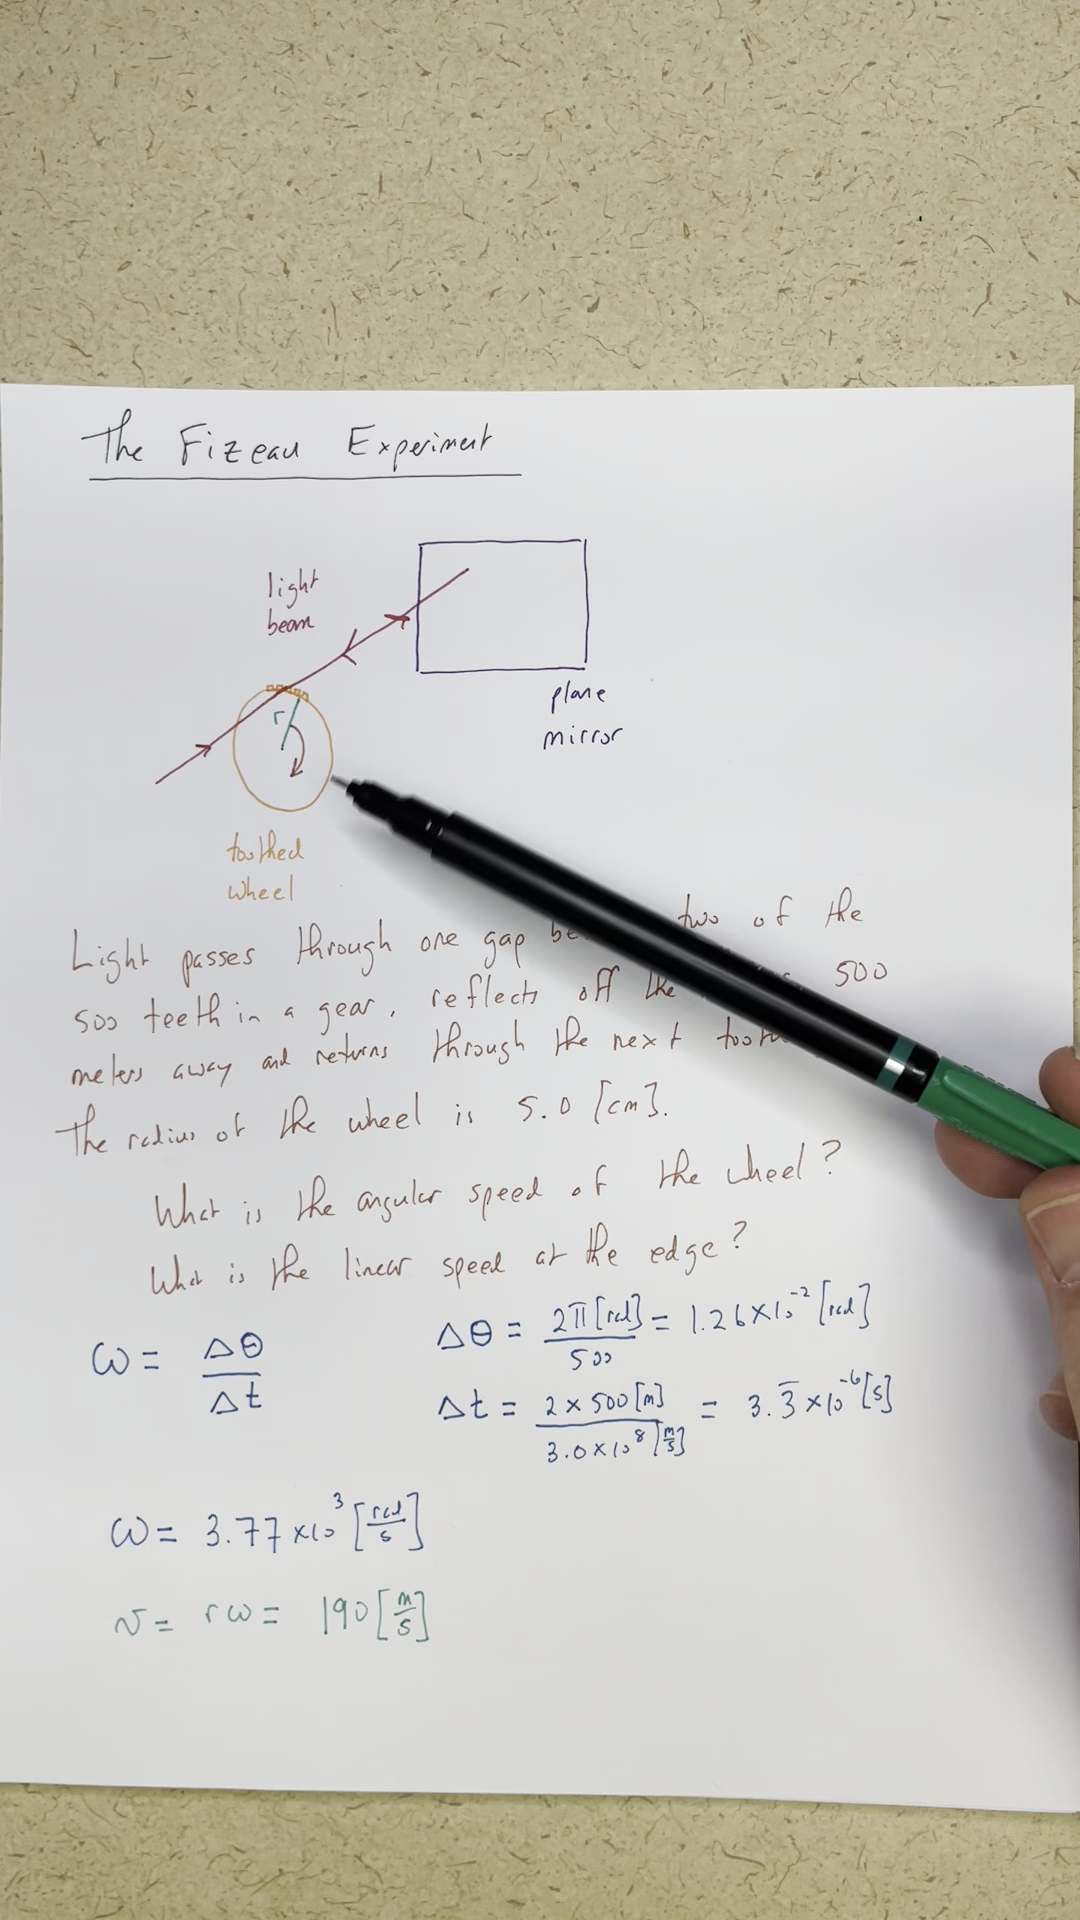 The Fizeau Experiment
light
beam
r
plane
mirror
toothed
wheel
Light passes through one gap two of the
500 teeth in a gear, reflects off the 500
meters away and returns through the next
The radius of the wheel is 5.0 [cm].
What is the angular speed of the wheel?
What is the linear speed at the edge?
ω = Δθ/Δt
Δθ = 2π[rad]/500 = 1.26×10⁻² [rad]
Δt = 2×500[m]/3.0×10⁸[m/s] = 3.3̅×10⁻⁶[s]
ω = 3.77×10³ [rad/s]
v = rω = 190 [m/s]